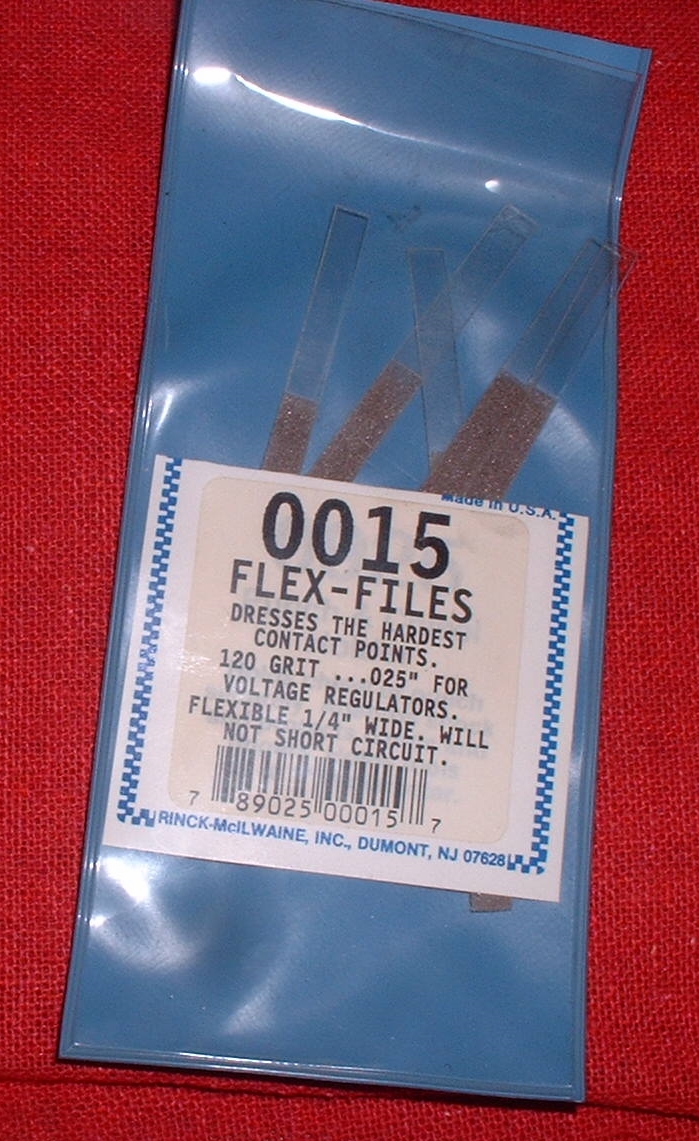 Made in U.S.A.
0015
FLEX-FILES
DRESSES THE HARDEST
CONTACT POINTS.
120 GRIT ...025" FOR
VOLTAGE REGULATORS.
FLEXIBLE 1/4" WIDE. WILL
NOT SHORT CIRCUIT.
7 89025 00015 7
RINCK-McILWAINE, INC., DUMONT, NJ 07628